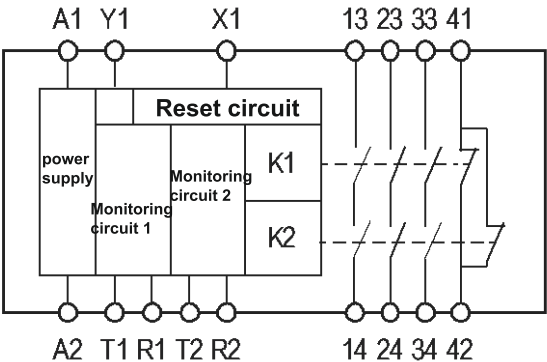 A1 Y1 X1 13 23 33 41
Reset circuit
power
supply
Monitoring
circuit 1
Monitoring
circuit 2
K1
K2
A2 T1 R1 T2 R2 14 24 34 42